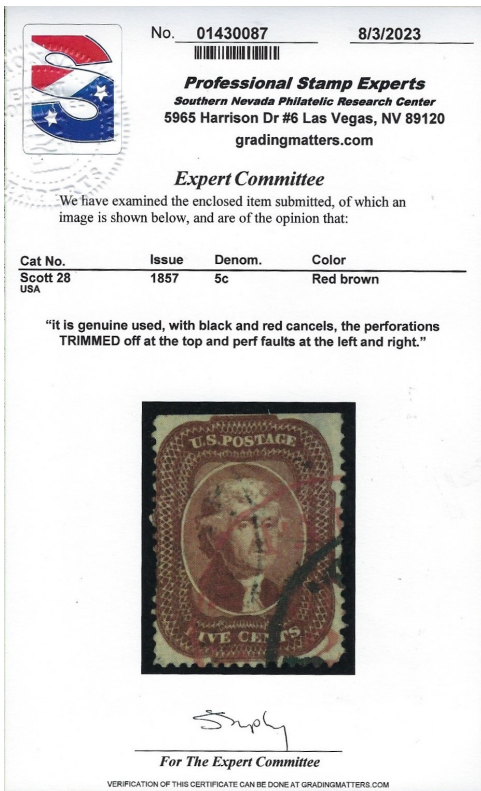 No. 01430087 8/3/2023
Professional Stamp Experts
Southern Nevada Philatelic Research Center
5965 Harrison Dr #6 Las Vegas, NV 89120
gradingmatters.com
Expert Committee
We have examined the enclosed item submitted, of which an
image is shown below, and are of the opinion that:
Cat No. Issue Denom. Color
Scott 28 1857 5c Red brown
USA
“it is genuine used, with black and red cancels, the perforations
TRIMMED off at the top and perf faults at the left and right.”
U.S. POSTAGE
IVE CENTS
For The Expert Committee
VERIFICATION OF THIS CERTIFICATE CAN BE DONE AT GRADINGMATTERS.COM